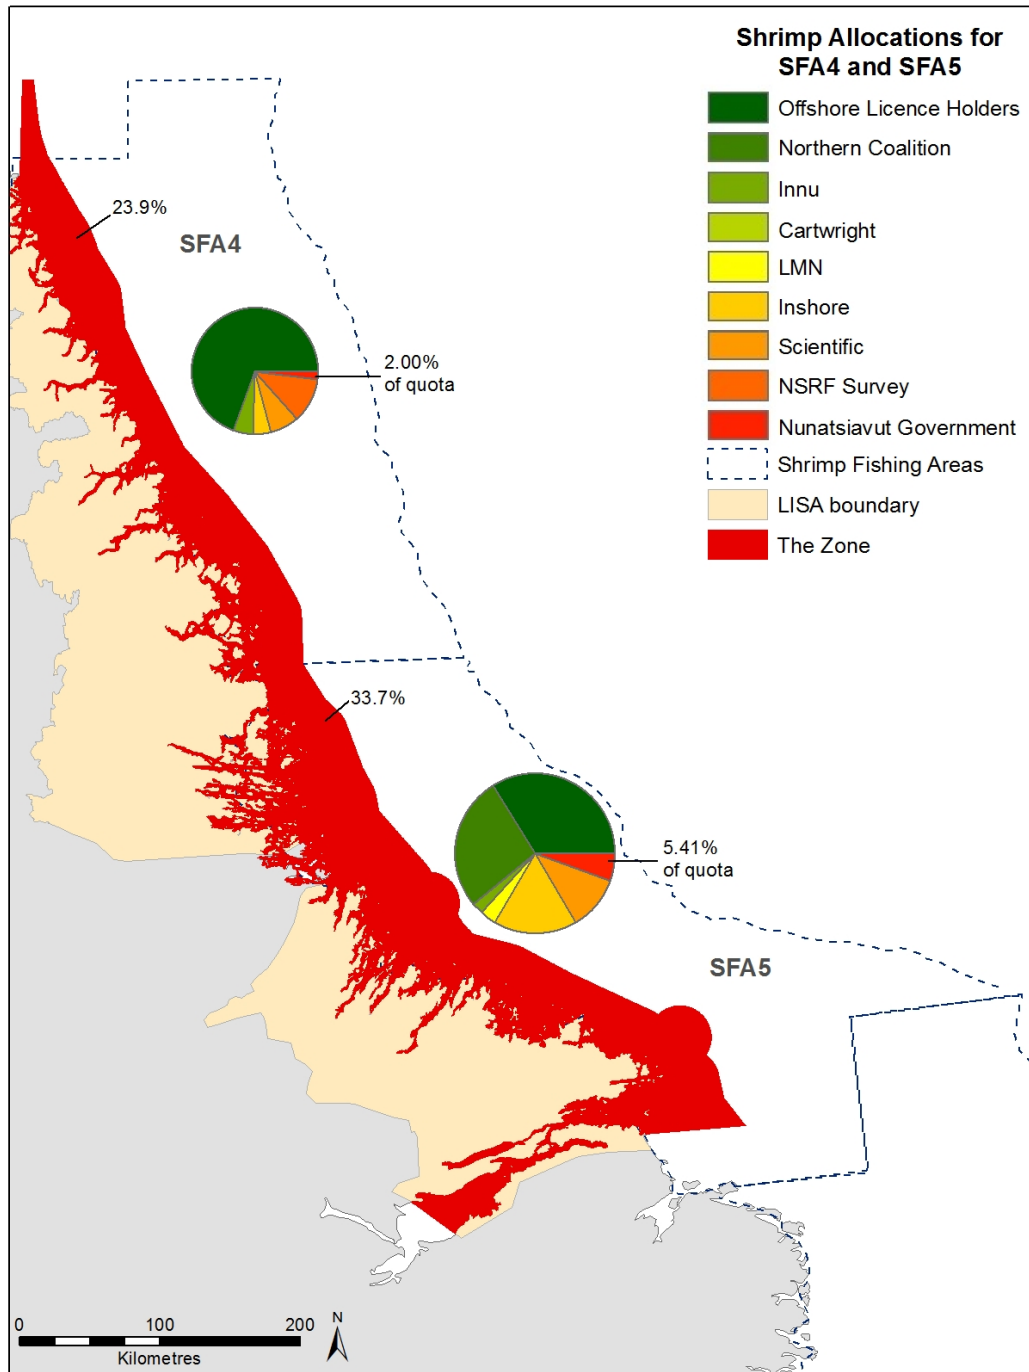 Shrimp Allocations for
SFA4 and SFA5
Offshore Licence Holders
Northern Coalition
Innu
Cartwright
LMN
Inshore
Scientific
NSRF Survey
Nunatsiavut Government
Shrimp Fishing Areas
LISA boundary
The Zone
23.9%
SFA4
2.00%
of quota
33.7%
5.41%
of quota
SFA5
0 100 200
Kilometres
N